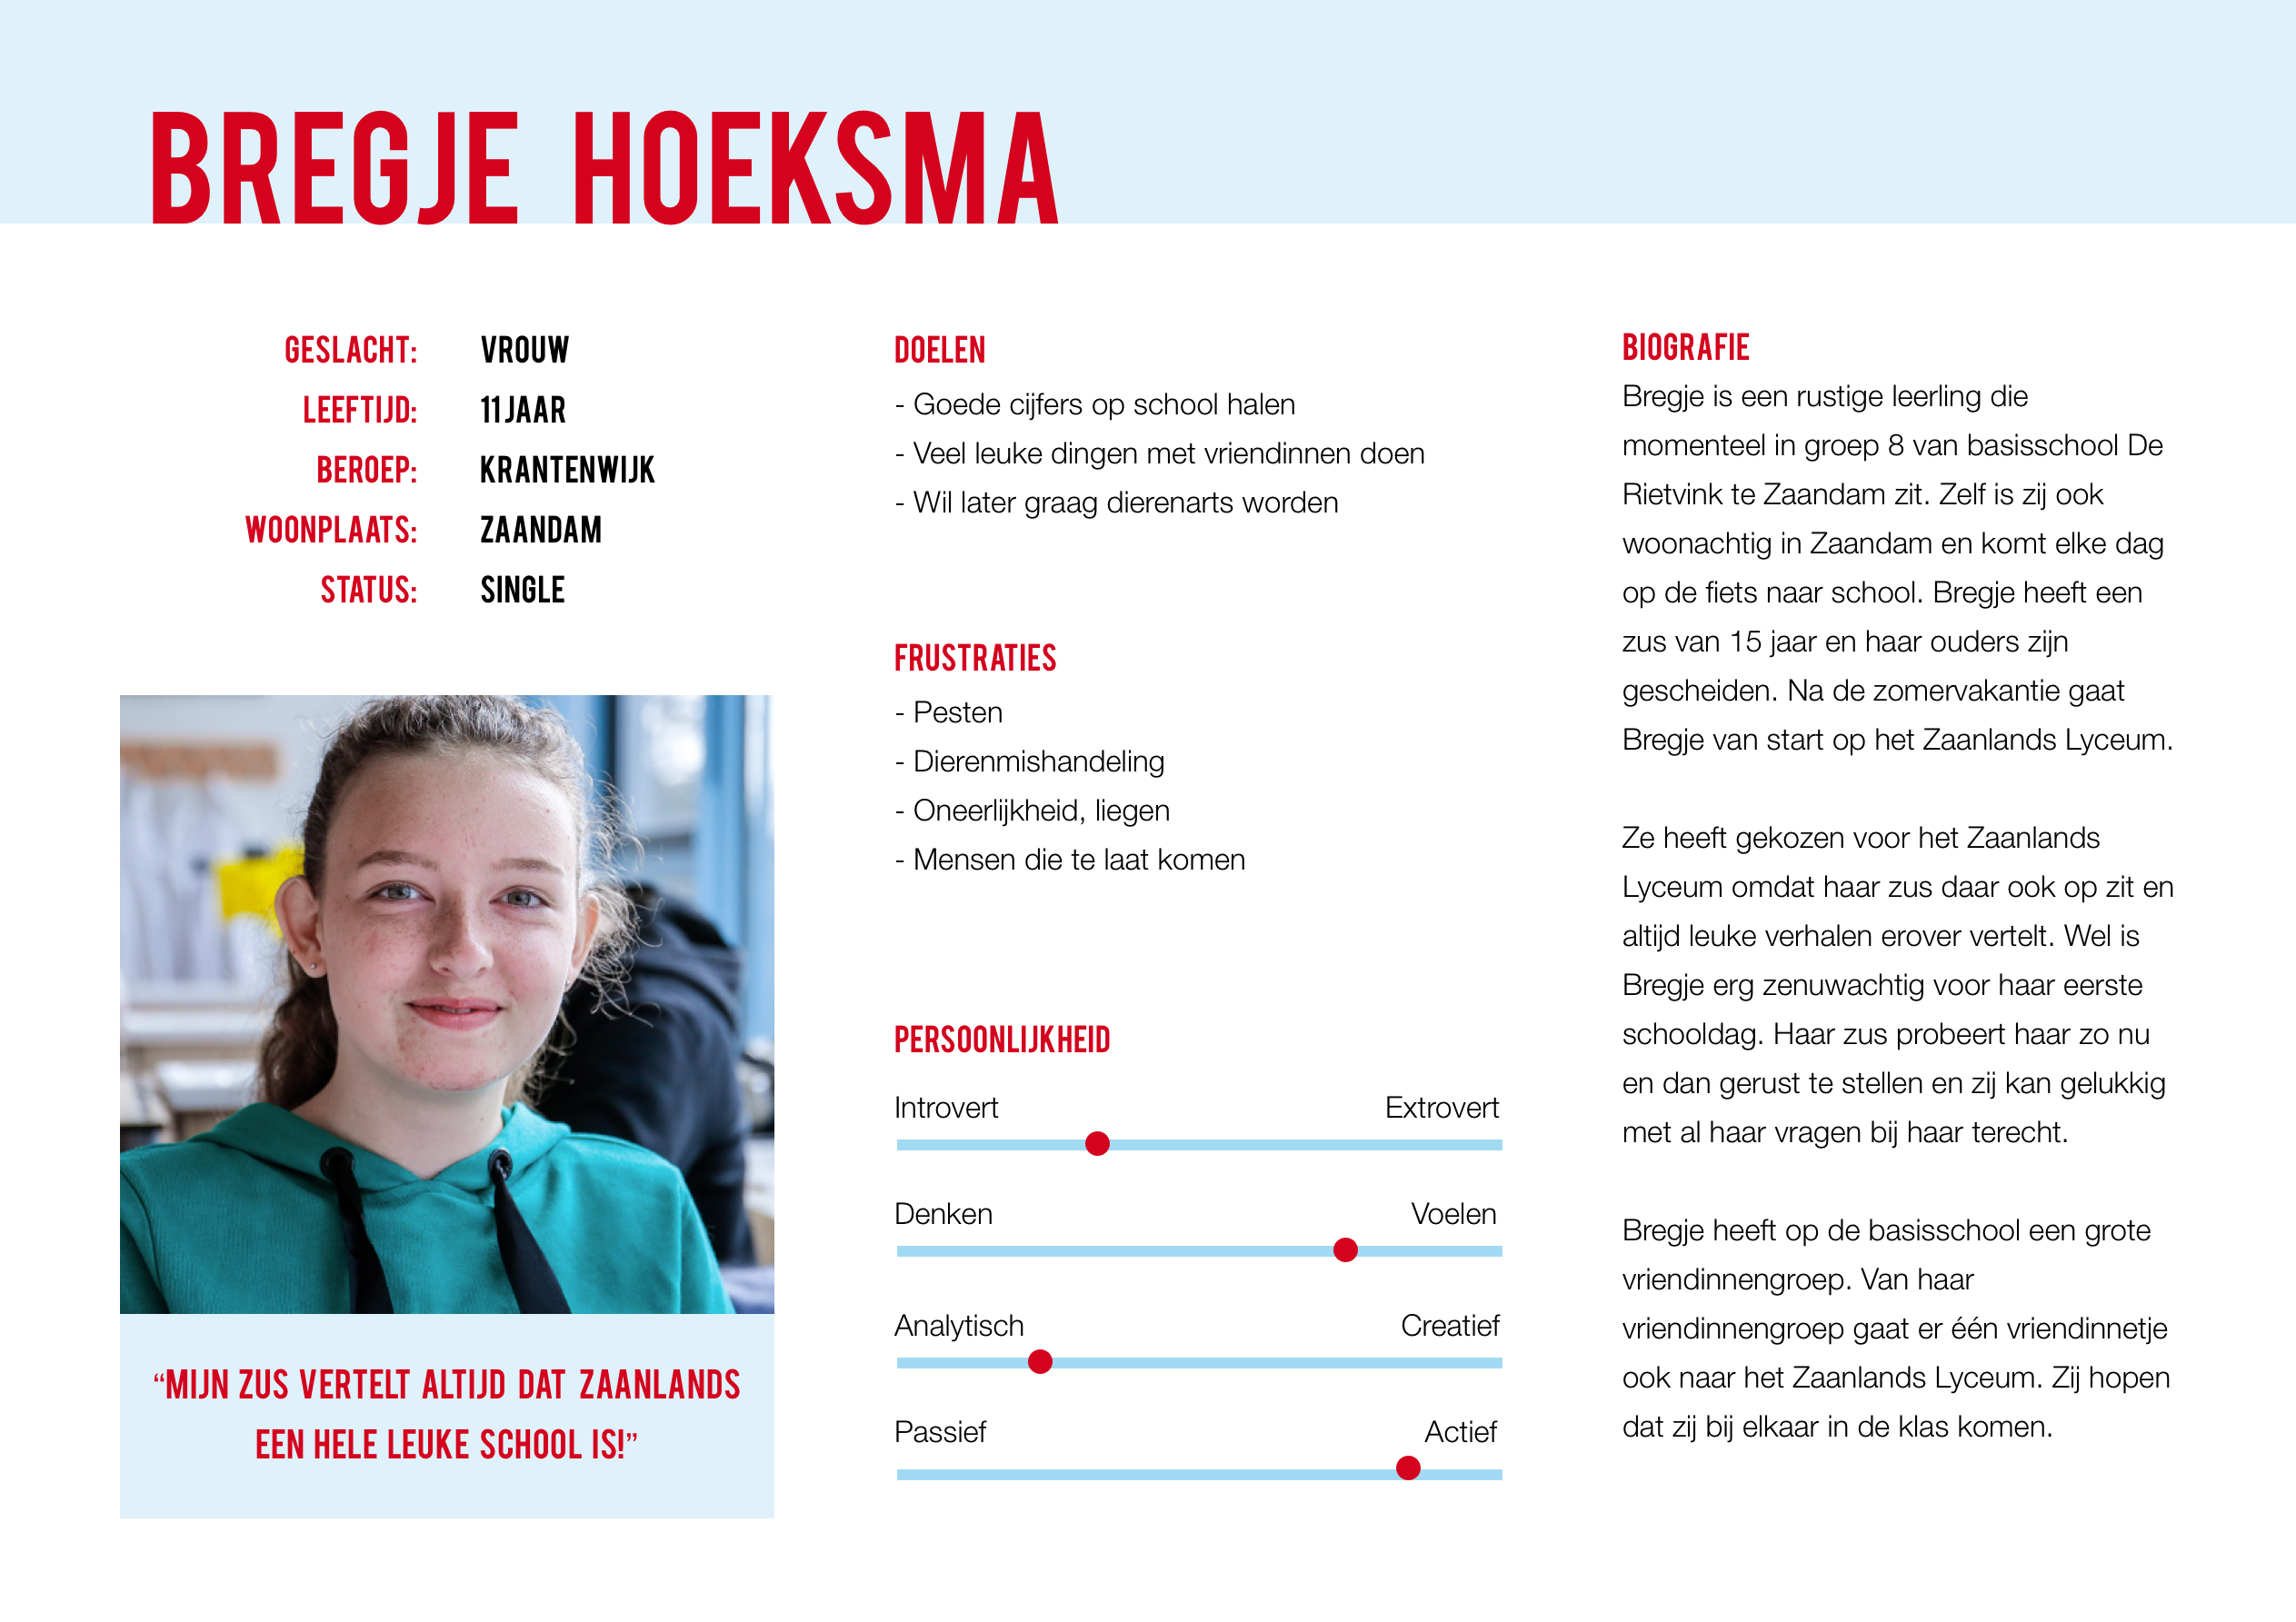 BREGJE HOEKSMA
GESLACHT: VROUW
LEEFTIJD: 11 JAAR
BEROEP: KRANTENWIJK
WOONPLAATS: ZAANDAM
STATUS: SINGLE
“MIJN ZUS VERTELT ALTIJD DAT ZAANLANDS
EEN HELE LEUKE SCHOOL IS!”
DOELEN
- Goede cijfers op school halen
- Veel leuke dingen met vriendinnen doen
- Wil later graag dierenarts worden
FRUSTRATIES
- Pesten
- Dierenmishandeling
- Oneerlijkheid, liegen
- Mensen die te laat komen
PERSOONLIJKHEID
Introvert Extrovert
Denken Voelen
Analytisch Creatief
Passief Actief
BIOGRAFIE
Bregje is een rustige leerling die
momenteel in groep 8 van basisschool De
Rietvink te Zaandam zit. Zelf is zij ook
woonachtig in Zaandam en komt elke dag
op de fiets naar school. Bregje heeft een
zus van 15 jaar en haar ouders zijn
gescheiden. Na de zomervakantie gaat
Bregje van start op het Zaanlands Lyceum.
Ze heeft gekozen voor het Zaanlands
Lyceum omdat haar zus daar ook op zit en
altijd leuke verhalen erover vertelt. Wel is
Bregje erg zenuwachtig voor haar eerste
schooldag. Haar zus probeert haar zo nu
en dan gerust te stellen en zij kan gelukkig
met al haar vragen bij haar terecht.
Bregje heeft op de basisschool een grote
vriendinnengroep. Van haar
vriendinnengroep gaat er één vriendinnetje
ook naar het Zaanlands Lyceum. Zij hopen
dat zij bij elkaar in de klas komen.